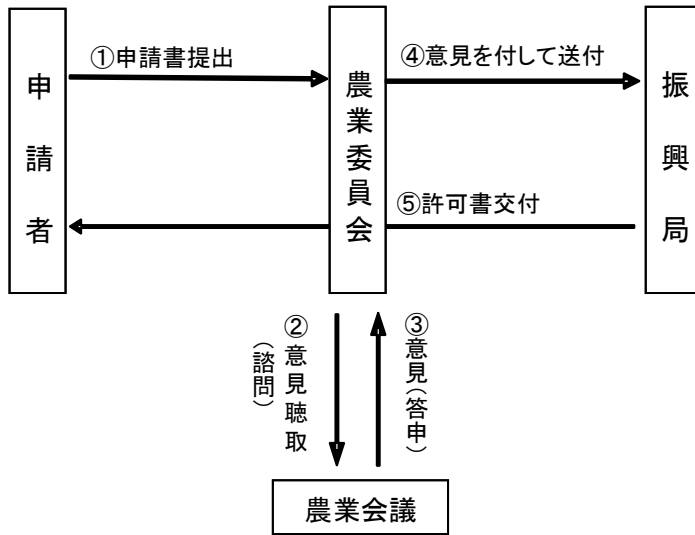 申請者
①申請書提出
農業委員会
④意見を付して送付
振興局
⑤許可書交付
②意見聴取
（諮問）
③意見（答申）
農業会議